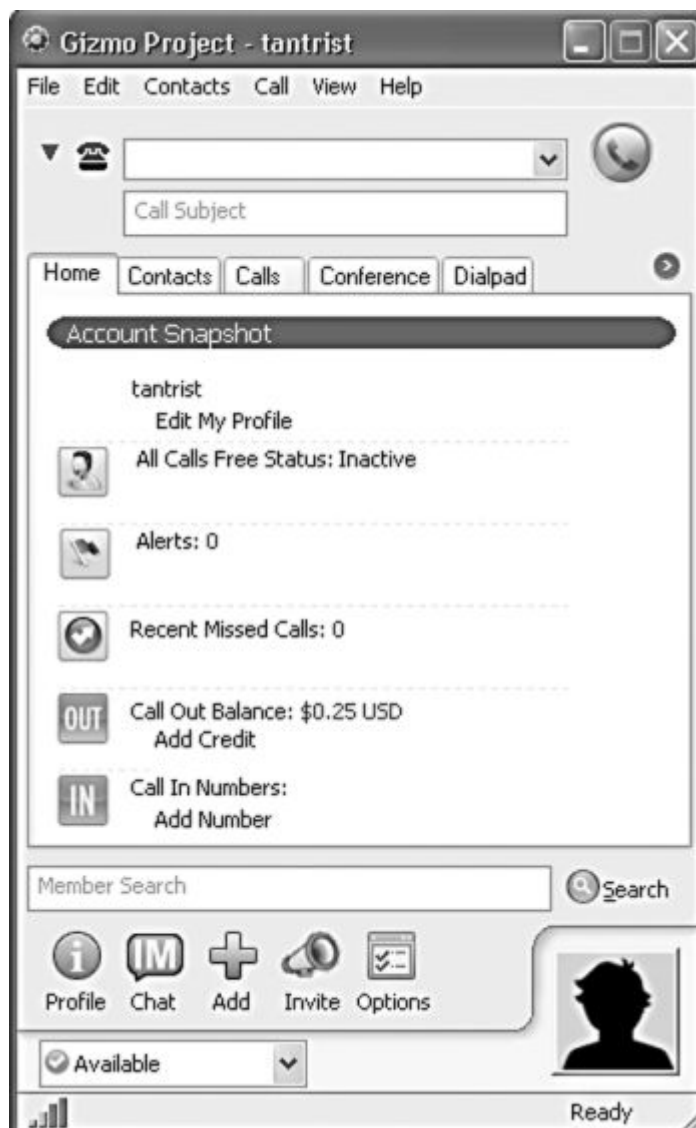 Gizmo Project - tantrist
File Edit Contacts Call View Help
Call Subject
Home Contacts Calls Conference Dialpad
Account Snapshot
tantrist
Edit My Profile
All Calls Free Status: Inactive
Alerts: 0
Recent Missed Calls: 0
OUT Call Out Balance: $0.25 USD
Add Credit
IN Call In Numbers:
Add Number
Member Search Search
IM
Profile Chat Add Invite Options
Available
Ready